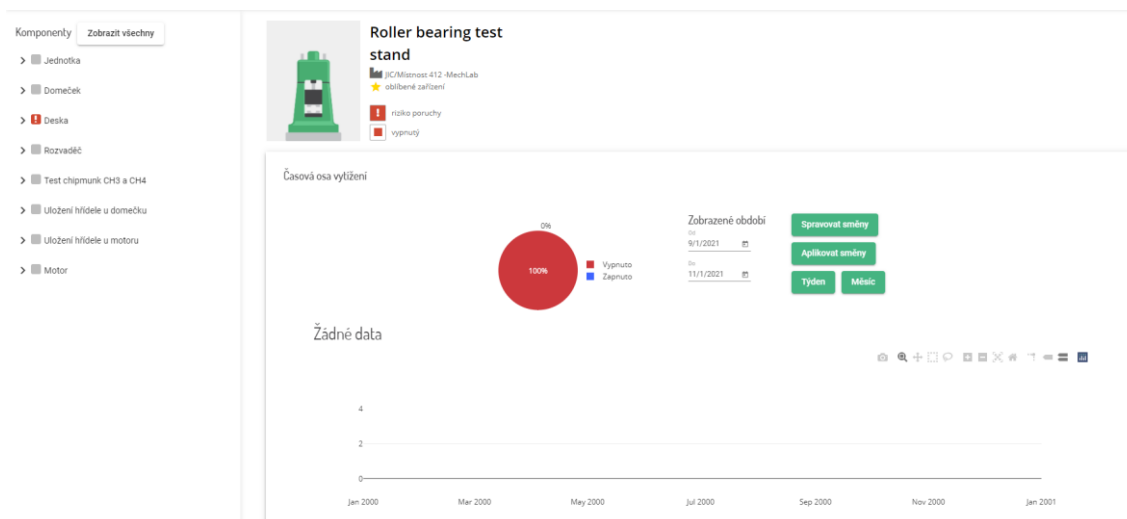 Komponenty Zobrazit všechny
Jednotka
Domeček
Deska
Rozvaděč
Test chipmunk CH3 a CH4
Uložení hřídele u domečku
Uložení hřídele u motoru
Motor
Roller bearing test
stand
JIC/Místnost 412 -MechLab
oblíbené zařízení
riziko poruchy
vypnutý
Časová osa vytížení
0%
100%
Vypnuto
Zapnuto
Zobrazené období
Od
9/1/2021
Do
11/1/2021
Spravovat směny
Aplikovat směny
Týden Měsíc
Žádné data
4
2
0
Jan 2000 Mar 2000 May 2000 Jul 2000 Sep 2000 Nov 2000 Jan 2001